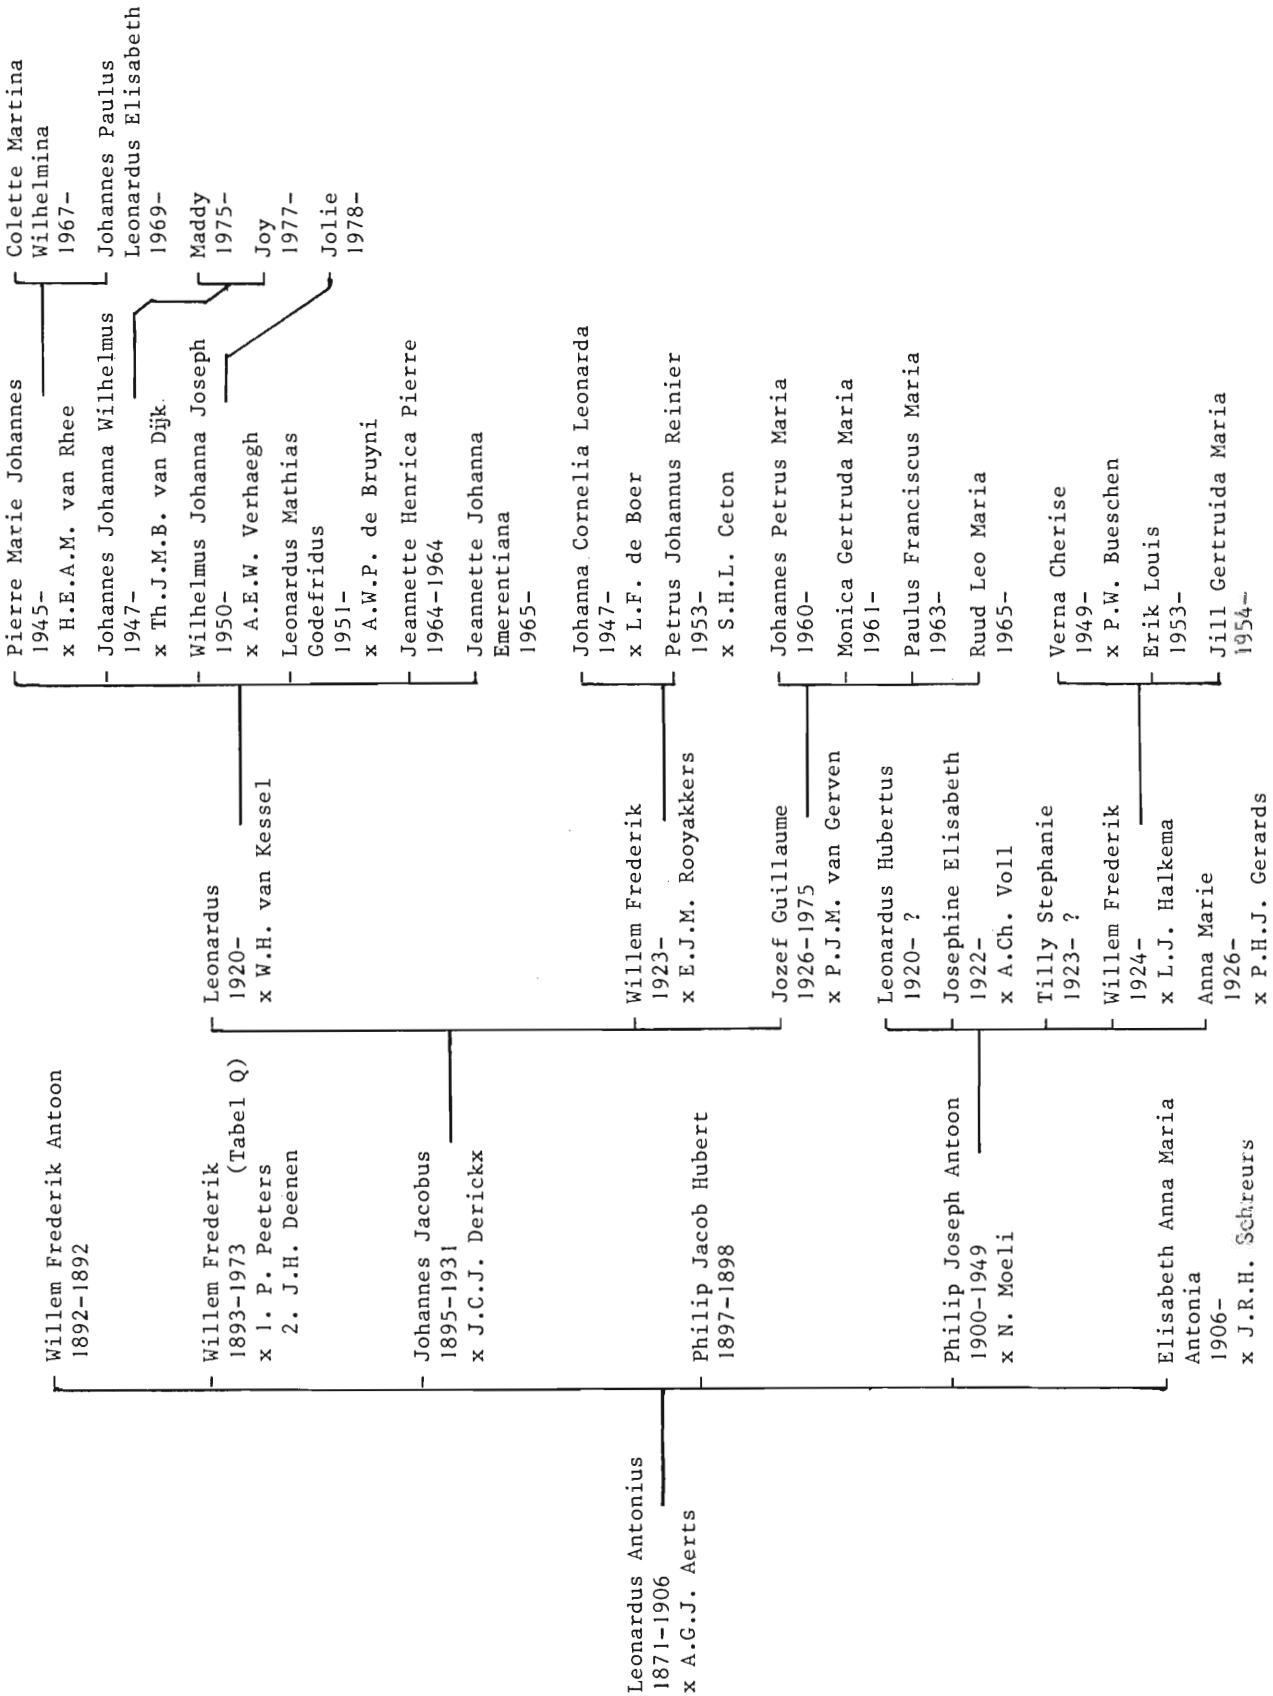 Leonardus Antonius
1871-1906
x A.G.J. Aerts
Willem Frederik Antoon
1892-1892
Willem Frederik
1893-1973 (Tabel Q)
x 1. P. Peeters
2. J.H. Deenen
Johannes Jacobus
1895-1931
x J.C.J. Derickx
Philip Jacob Hubert
1897-1898
Philip Joseph Antoon
1900-1949
x N. Moeli
Elisabeth Anna Maria
Antonia
1906-
x J.R.H. Schreurs
Leonardus
1920-
x W.H. van Kessel
Willem Frederik
1923-
x E.J.M. Rooyakkers
Jozef Guillaume
1926-1975
x P.J.M. van Gerven
Leonardus Hubertus
1920- ?
Josephine Elisabeth
1922-
x A.Ch. Voll
Tilly Stephanie
1923- ?
Willem Frederik
1924-
x L.J. Halkema
Anna Marie
1926-
x P.H.J. Gerards
Pierre Marie Johannes
1945-
x H.E.A.M. van Rhee
Johannes Johanna Wilhelmus
1947-
x Th.J.M.B. van Dijk
Wilhelmus Johanna Joseph
1950-
x A.E.W. Verhaegh
Leonardus Mathias
Godefridus
1951-
x A.W.P. de Bruyni
Jeannette Henrica Pierre
1964-1964
Jeannette Johanna
Emerentiana
1965-
Johanna Cornelia Leonarda
1947-
x L.F. de Boer
Petrus Johannus Reinier
1953-
x S.H.L. Ceton
Johannes Petrus Maria
1960-
Monica Gertruda Maria
1961-
Paulus Franciscus Maria
1963-
Ruud Leo Maria
1965-
Verna Cherise
1949-
x P.W. Bueschen
Erik Louis
1953-
Jill Gertruida Maria
1954-
Colette Martina
Wilhelmina
1967-
Johannes Paulus
Leonardus Elisabeth
1969-
Maddy
1975-
Joy
1977-
Jolie
1978-